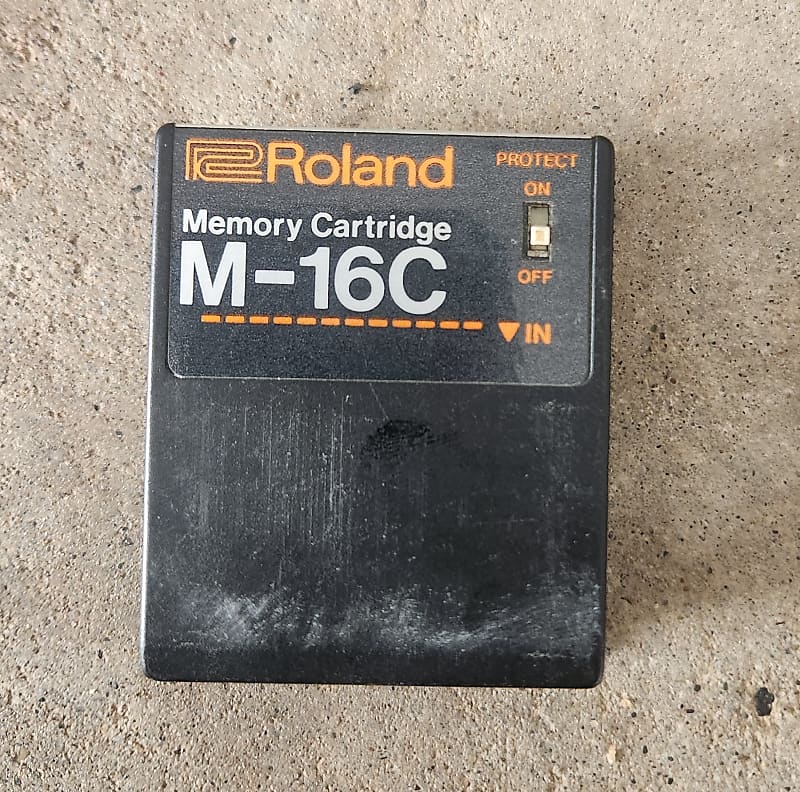 Roland
PROTECT
ON
OFF
Memory Cartridge
M-16C
▼IN